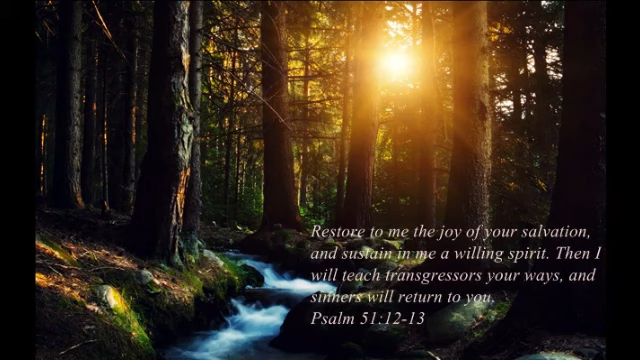 Restore to me the joy of your salvation,
and sustain in me a willing spirit. Then I
will teach transgressors your ways, and
sinners will return to you.
Psalm 51:12-13